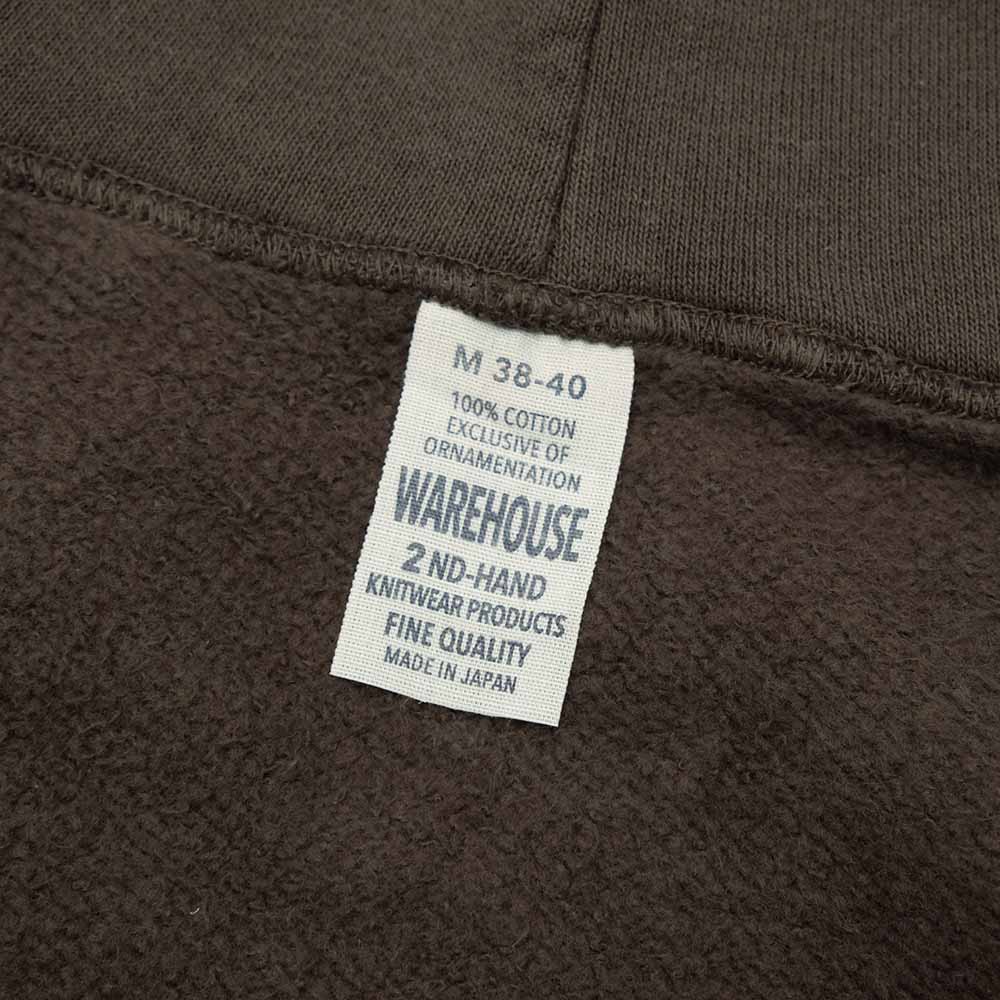 M 38-40
100% COTTON
EXCLUSIVE OF
ORNAMENTATION
WAREHOUSE
2 ND-HAND
KNITWEAR PRODUCTS
FINE QUALITY
MADE IN JAPAN